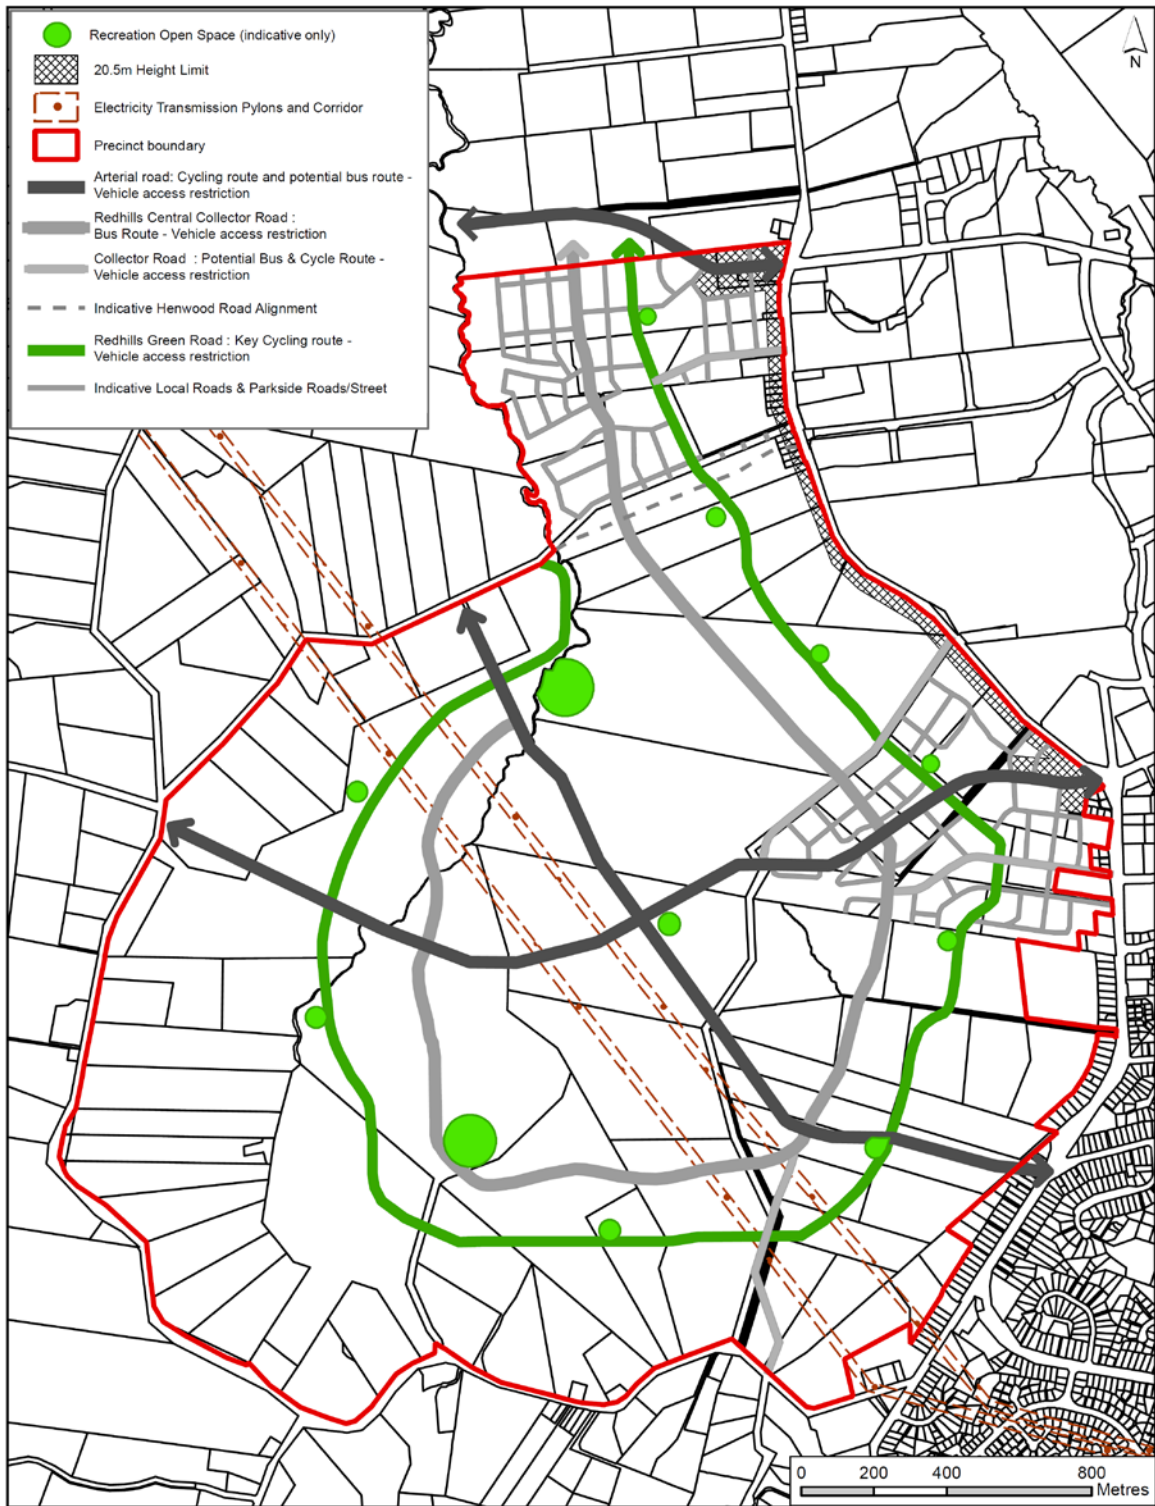 Recreation Open Space (indicative only)
20.5m Height Limit
Electricity Transmission Pylons and Corridor
Precinct boundary
Arterial road: Cycling route and potential bus route -
Vehicle access restriction
Redhills Central Collector Road :
Bus Route - Vehicle access restriction
Collector Road : Potential Bus & Cycle Route -
Vehicle access restriction
Indicative Henwood Road Alignment
Redhills Green Road : Key Cycling route -
Vehicle access restriction
Indicative Local Roads & Parkside Roads/Street
N
0 200 400 800
Metres